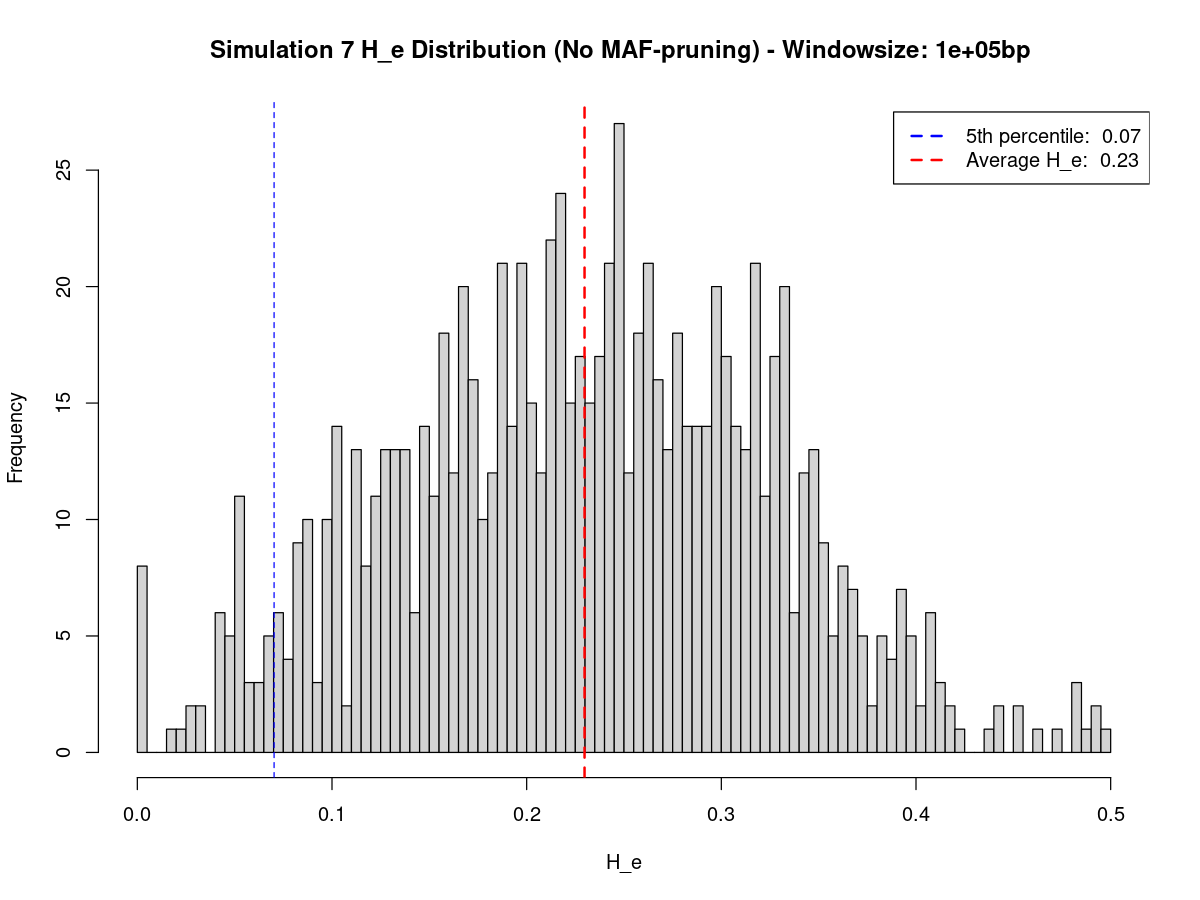 Simulation 7 H_e Distribution (No MAF-pruning) - Windowsize: 1e+05bp
5th percentile: 0.07
Average H_e: 0.23
Frequency
25
20
15
10
5
0
0.0 0.1 0.2 0.3 0.4 0.5
H_e